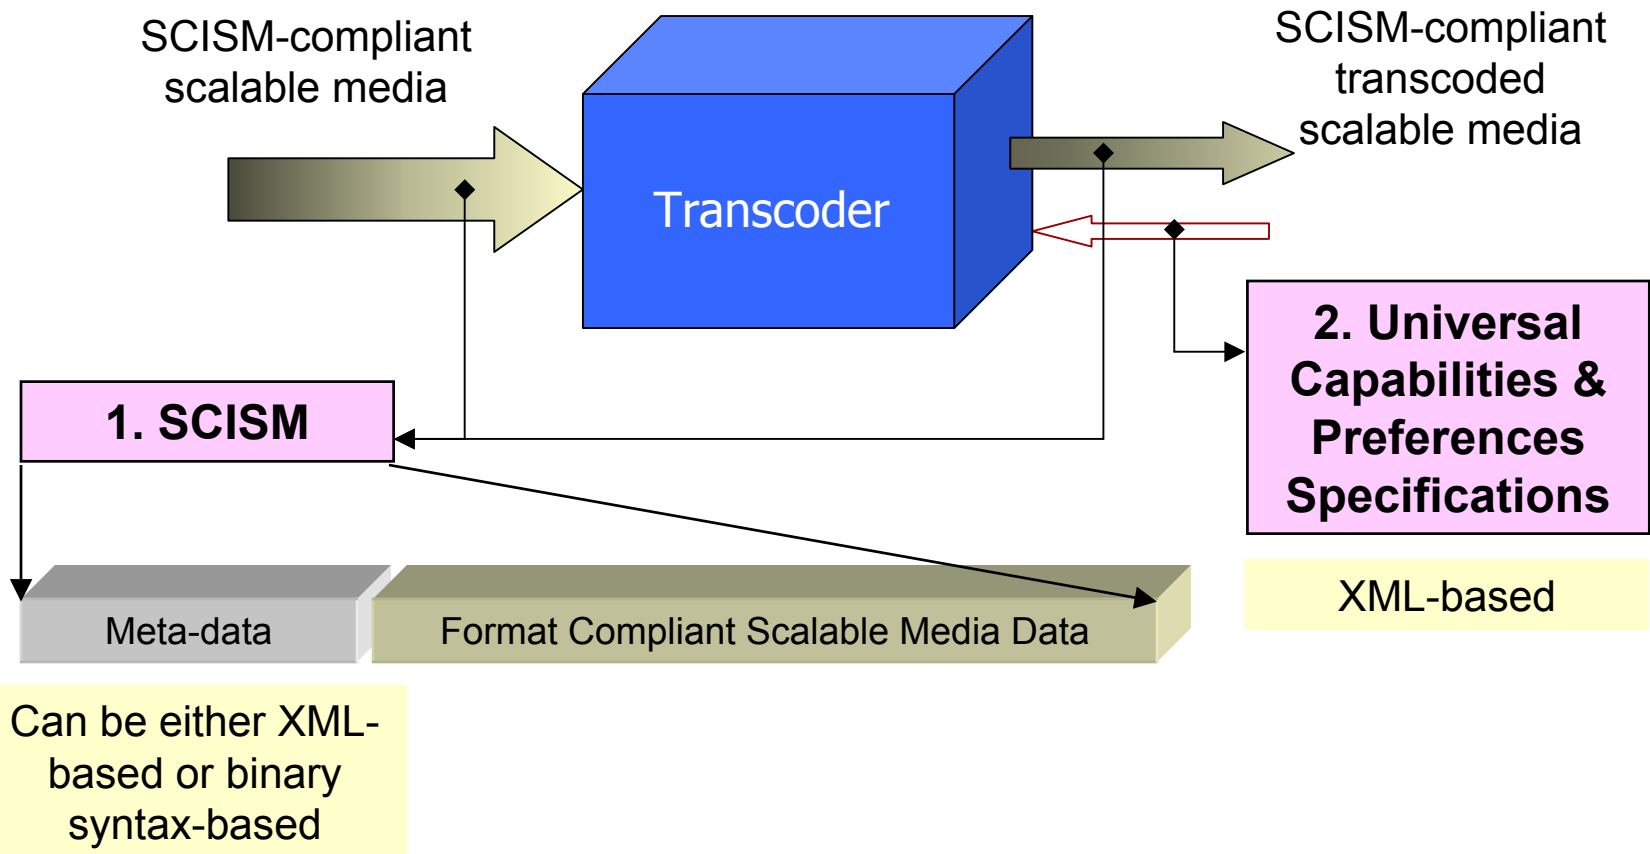 SCISM-compliant
scalable media
SCISM-compliant
transcoded
scalable media
Transcoder
2. Universal
Capabilities &
Preferences
Specifications
1. SCISM
XML-based
Meta-data
Format Compliant Scalable Media Data
Can be either XML-
based or binary
syntax-based